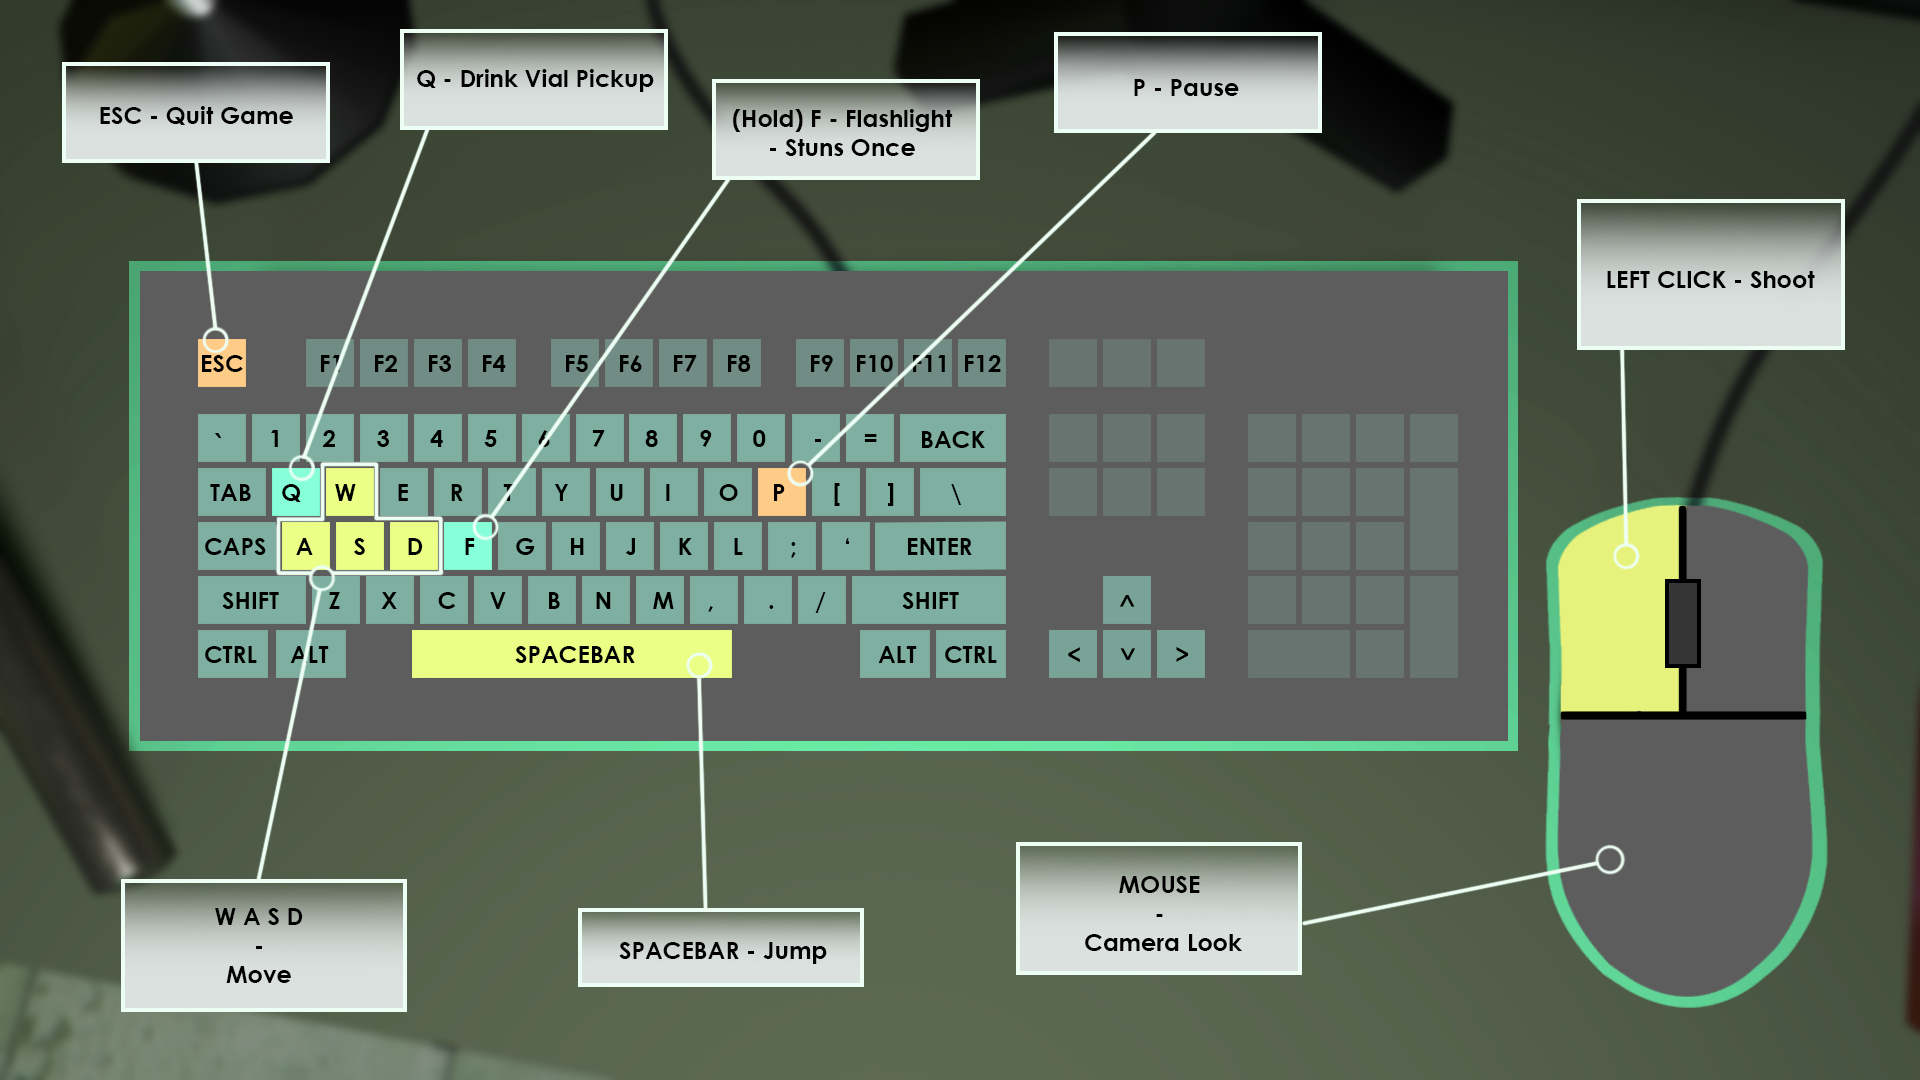 ESC - Quit Game
Q - Drink Vial Pickup
(Hold) F - Flashlight
- Stuns Once
P - Pause
LEFT CLICK - Shoot
ESC F1 F2 F3 F4 F5 F6 F7 F8 F9 F10 F11 F12
` 1 2 3 4 5 6 7 8 9 0 - = BACK
TAB Q W E R T Y U I O P [ ] \
CAPS A S D F G H J K L ; ‘ ENTER
SHIFT Z X C V B N M , . / SHIFT ^
CTRL ALT SPACEBAR ALT CTRL < v >
W A S D
-
Move
SPACEBAR - Jump
MOUSE
-
Camera Look